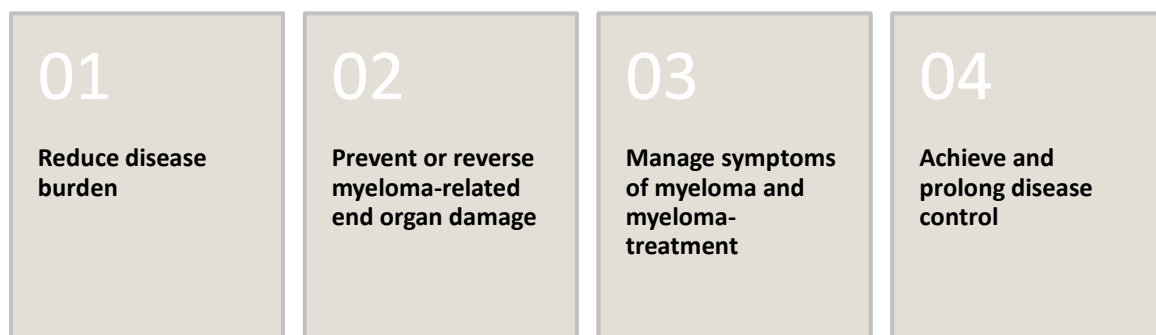 01
Reduce disease
burden
02
Prevent or reverse
myeloma-related
end organ damage
03
Manage symptoms
of myeloma and
myeloma-
treatment
04
Achieve and
prolong disease
control